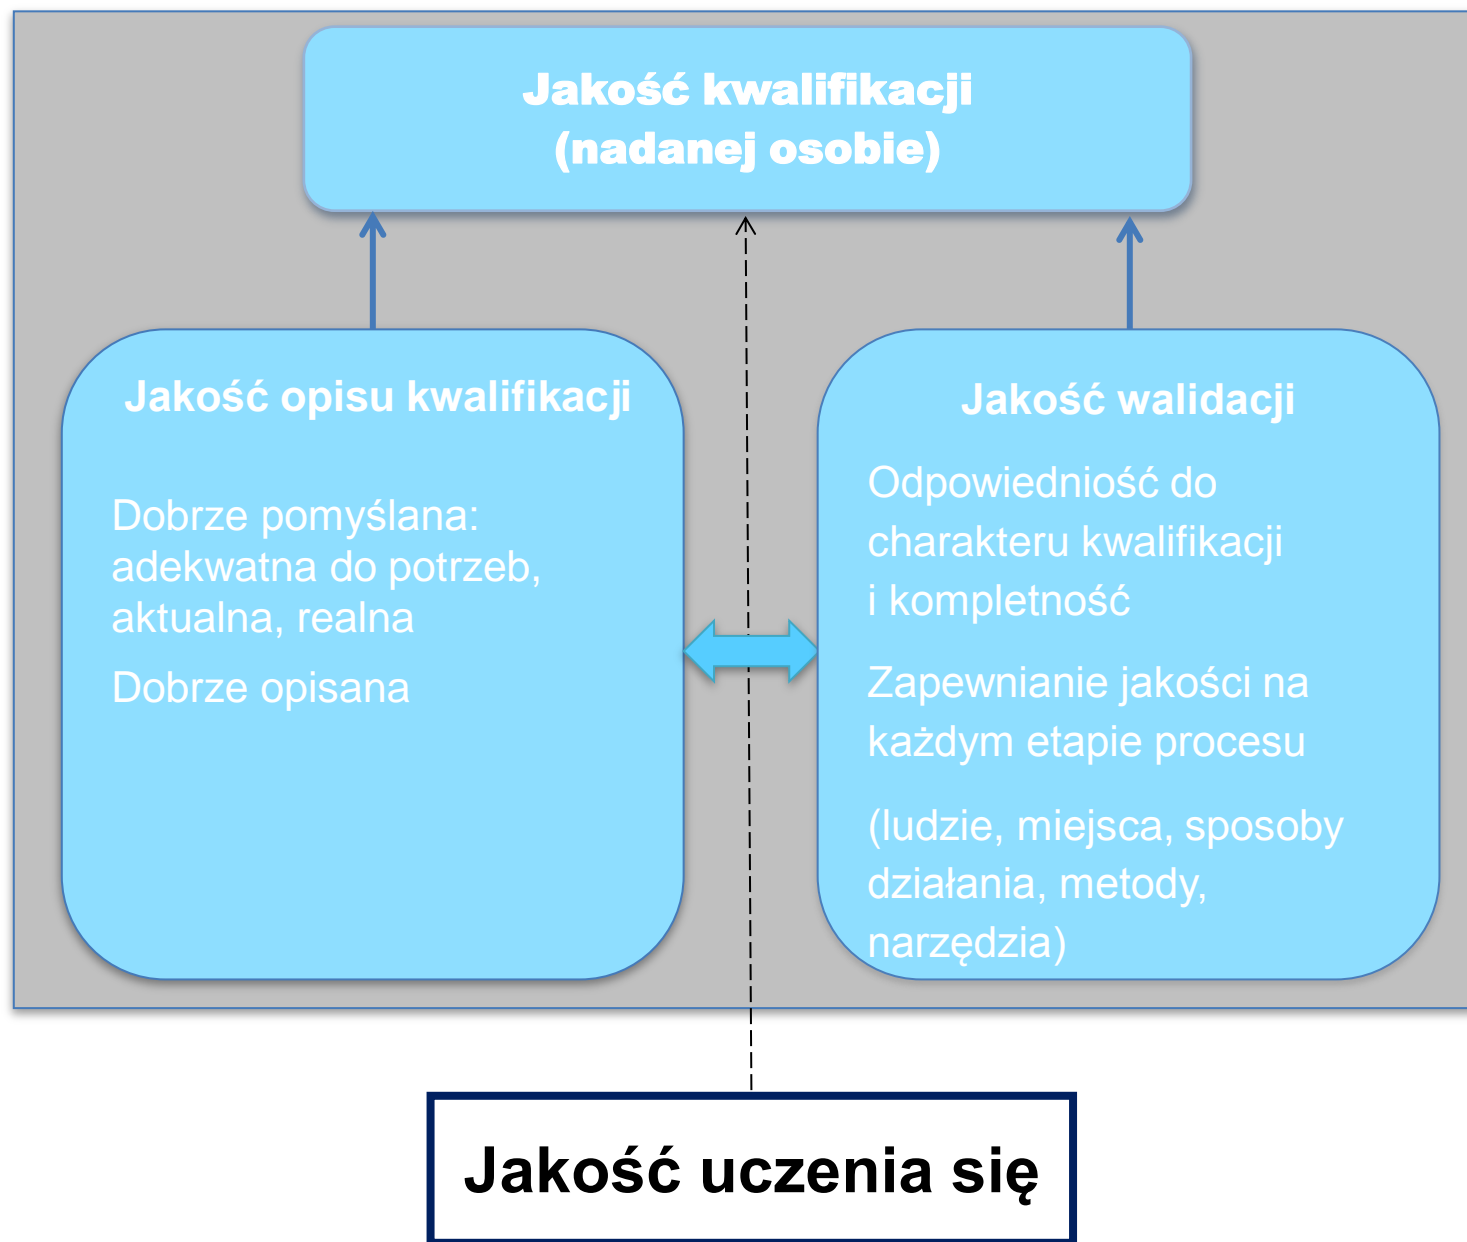 Jakość kwalifikacji
(nadanej osobie)
Jakość opisu kwalifikacji
Dobrze pomyślana:
adekwatna do potrzeb,
aktualna, realna
Dobrze opisana
Jakość walidacji
Odpowiedniość do
charakteru kwalifikacji
i kompletność
Zapewnianie jakości na
każdym etapie procesu
(ludzie, miejsca, sposoby
działania, metody,
narzędzia)
Jakość uczenia się